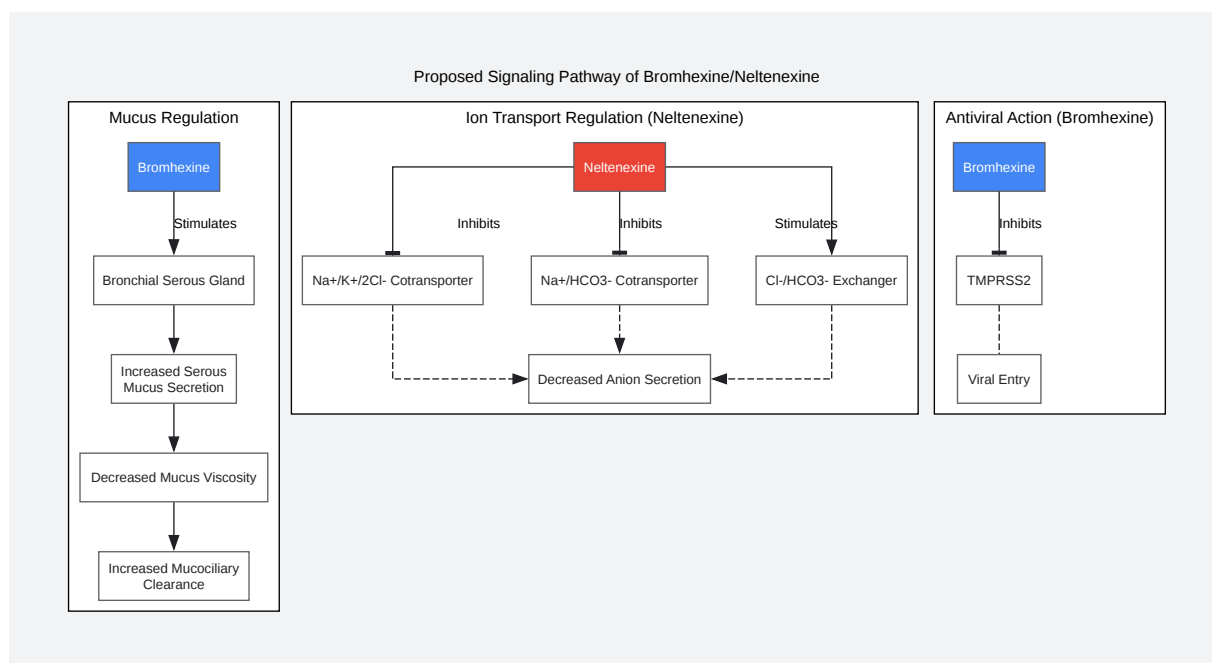 Proposed Signaling Pathway of Bromhexine/Neltenexine
Mucus Regulation
Bromhexine
Stimulates
Bronchial Serous Gland
Increased Serous
Mucus Secretion
Decreased Mucus Viscosity
Increased Mucociliary
Clearance
Ion Transport Regulation (Neltenexine)
Neltenexine
Inhibits
Inhibits
Stimulates
Na+/K+/2Cl- Cotransporter
Na+/HCO3- Cotransporter
Cl-/HCO3- Exchanger
Decreased Anion Secretion
Antiviral Action (Bromhexine)
Bromhexine
Inhibits
TMPRSS2
Viral Entry